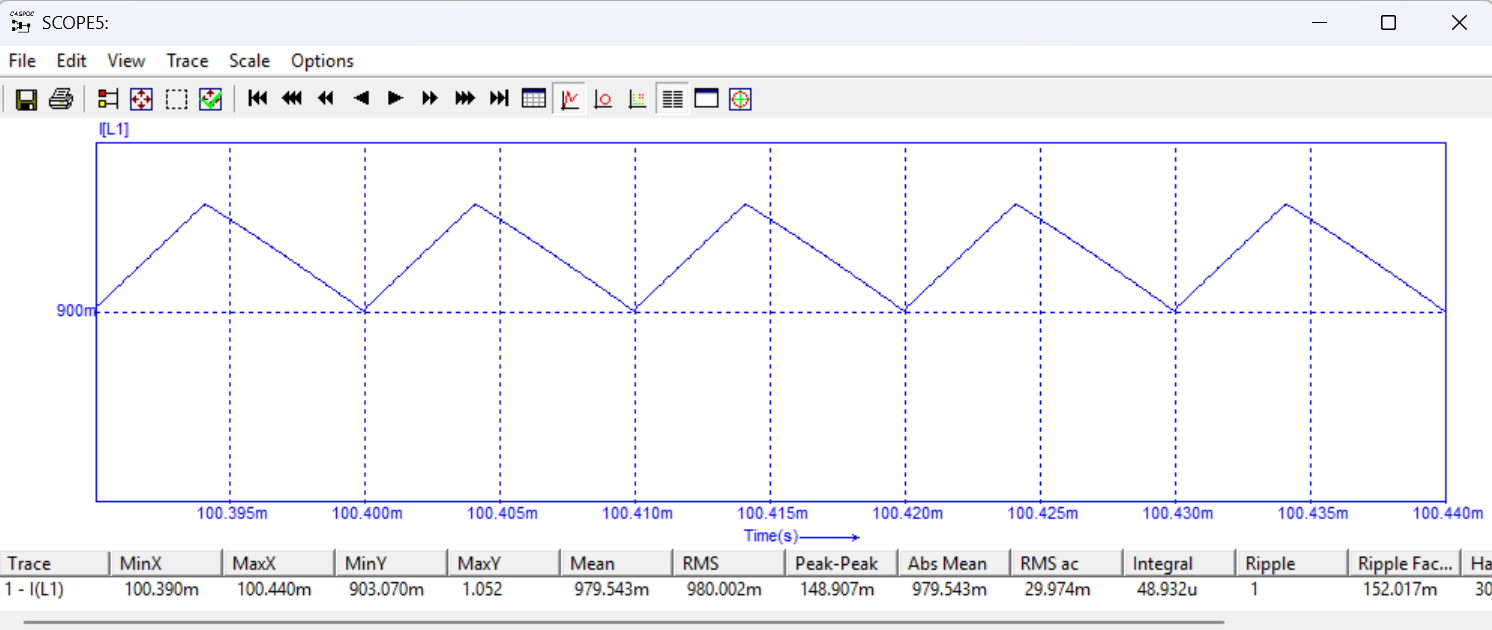 CASPOC
SCOPE5:
File Edit View Trace Scale Options
I[L1]
900m
100.395m 100.400m 100.405m 100.410m 100.415m 100.420m 100.425m 100.430m 100.435m 100.440m
Time(s)
Trace MinX MaxX MinY MaxY Mean RMS Peak-Peak Abs Mean RMS ac Integral Ripple Ripple Fac... Ha
1 - I(L1) 100.390m 100.440m 903.070m 1.052 979.543m 980.002m 148.907m 979.543m 29.974m 48.932u 1 152.017m 30